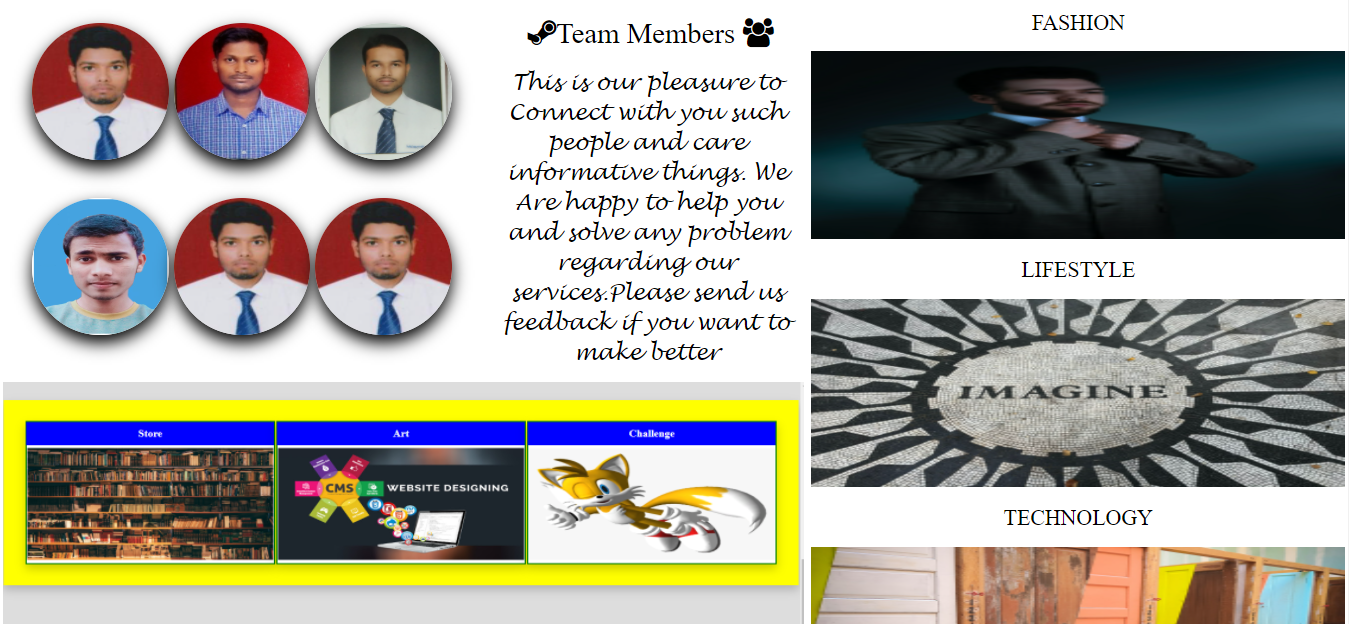 Team Members
This is our pleasure to
Connect with you such
people and care
informative things. We
Are happy to help you
and solve any problem
regarding our
services.Please send us
feedback if you want to
make better
Store
Art
Challenge
CMS
WEBSITE DESIGNING
FASHION
LIFESTYLE
IMAGINE
TECHNOLOGY